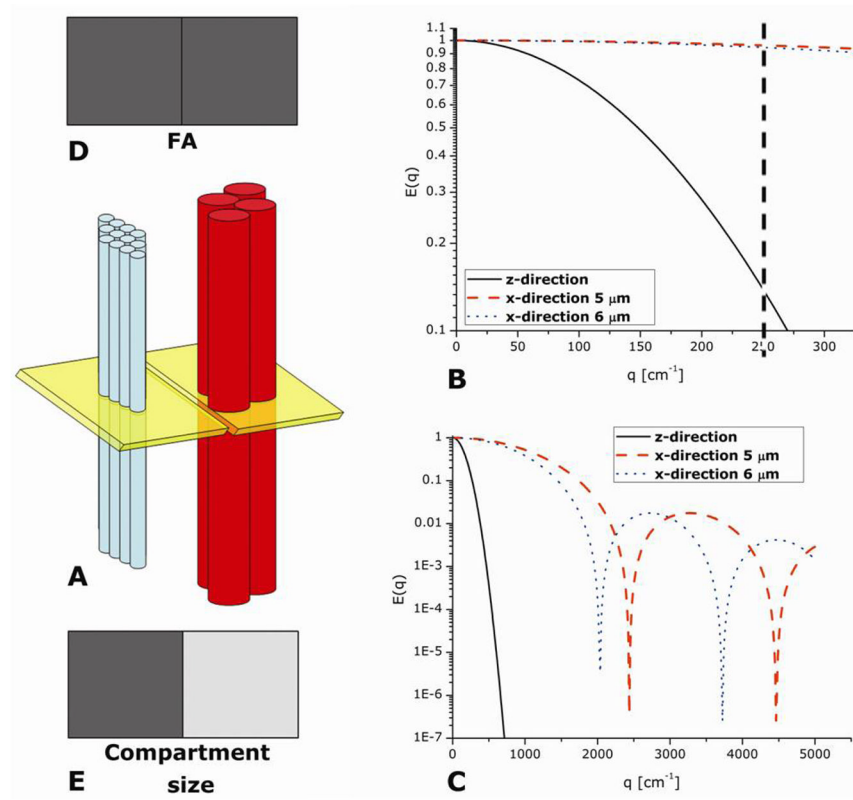 FA
D
A
Compartment
size
E
1.1
1
0.9
0.8
0.7
0.6
0.5
0.4
0.3
0.2
0.1
E(q)
z-direction
x-direction 5 μm
x-direction 6 μm
0 50 100 150 200 250 300
q [cm-1]
B
1
0.1
0.01
1E-3
1E-4
1E-5
1E-6
1E-7
E(q)
z-direction
x-direction 5 μm
x-direction 6 μm
0 1000 2000 3000 4000 5000
q [cm-1]
C